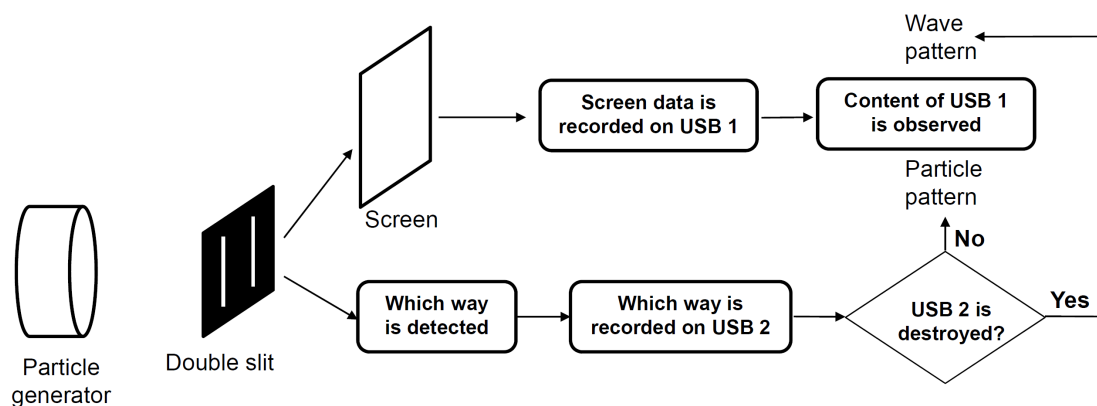 Wave
pattern
Screen data is
recorded on USB 1
Content of USB 1
is observed
Particle
pattern
Screen
No
Which way
is detected
Which way is
recorded on USB 2
USB 2 is
destroyed?
Yes
Double slit
Particle
generator